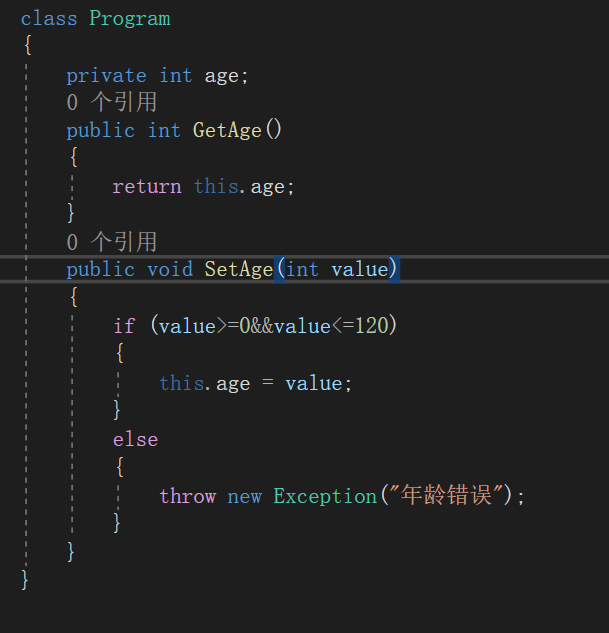 class Program
{
private int age;
0 个引用
public int GetAge()
{
return this.age;
}
0 个引用
public void SetAge(int value)
{
if (value>=0&&value<=120)
{
this.age = value;
}
else
{
throw new Exception("年龄错误");
}
}
}